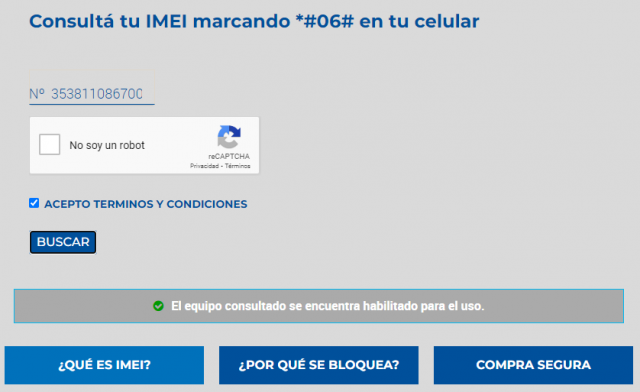 Consultá tu IMEI marcando *#06# en tu celular
Nº 353811086700
No soy un robot
reCAPTCHA
Privacidad - Términos
ACEPTO TERMINOS Y CONDICIONES
BUSCAR
El equipo consultado se encuentra habilitado para el uso.
¿QUÉ ES IMEI? ¿POR QUÉ SE BLOQUEA? COMPRA SEGURA